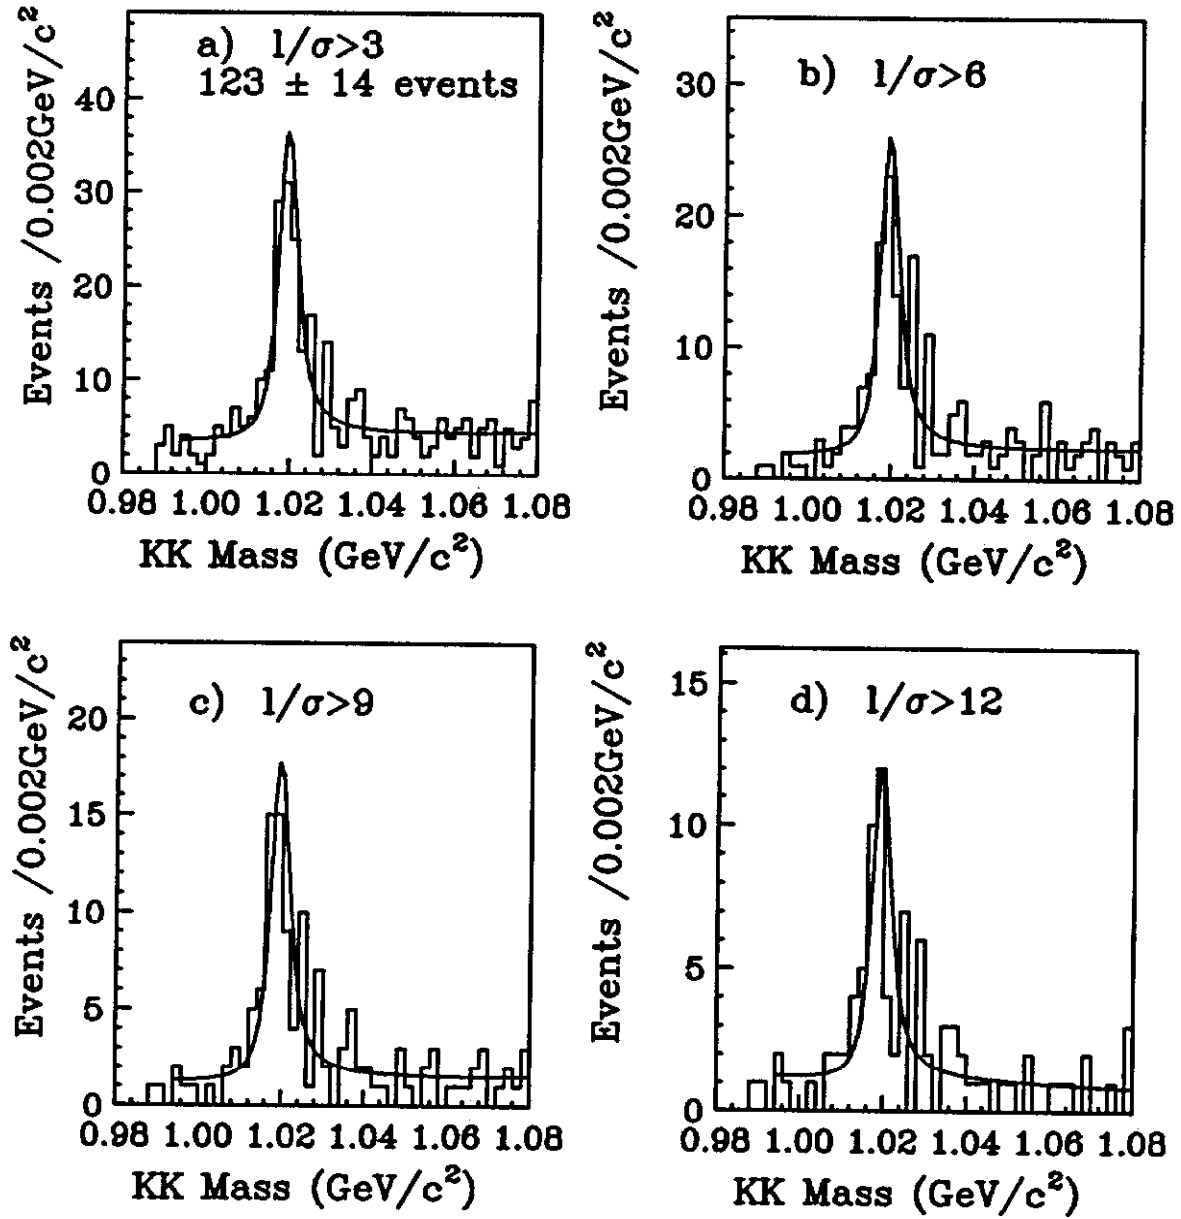 a) l/σ>3
123 ± 14 events
Events /0.002GeV/c²
40
30
20
10
0
0.98 1.00 1.02 1.04 1.06 1.08
KK Mass (GeV/c²)
b) l/σ>6
Events /0.002GeV/c²
30
20
10
0
0.98 1.00 1.02 1.04 1.06 1.08
KK Mass (GeV/c²)
c) l/σ>9
Events /0.002GeV/c²
20
15
10
5
0
0.98 1.00 1.02 1.04 1.06 1.08
KK Mass (GeV/c²)
d) l/σ>12
Events /0.002GeV/c²
15
10
5
0
0.98 1.00 1.02 1.04 1.06 1.08
KK Mass (GeV/c²)